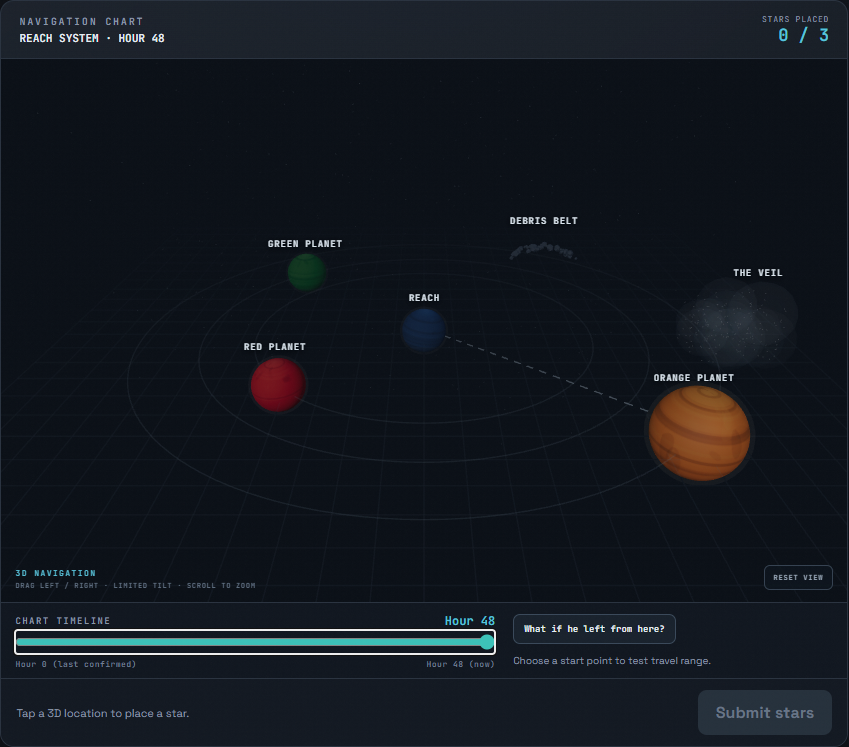 NAVIGATION CHART
REACH SYSTEM · HOUR 48
STARS PLACED
0 / 3
DEBRIS BELT
GREEN PLANET
THE VEIL
REACH
RED PLANET
ORANGE PLANET
3D NAVIGATION
DRAG LEFT / RIGHT · LIMITED TILT · SCROLL TO ZOOM
RESET VIEW
CHART TIMELINE
Hour 48
Hour 0 (last confirmed)
Hour 48 (now)
What if he left from here?
Choose a start point to test travel range.
Tap a 3D location to place a star.
Submit stars